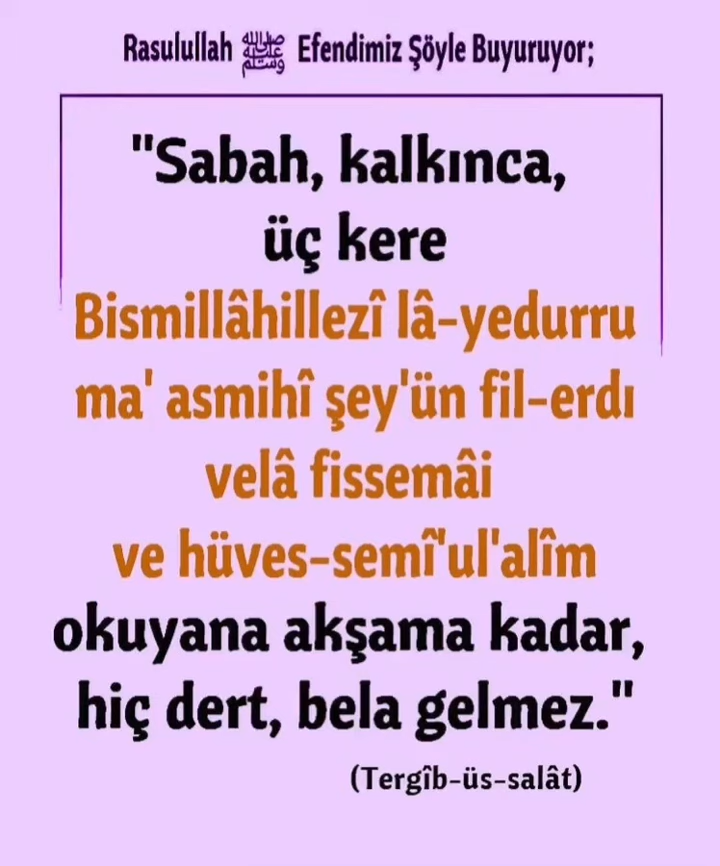 Rasulullah ﷺ Efendimiz Şöyle Buyuruyor;
"Sabah, kalkınca,
üç kere
Bismillâhillezî lâ-yedurru
ma' asmihî şey'ün fil-erdı
velâ fissemâi
ve hüves-semî'ul'alîm
okuyana akşama kadar,
hiç dert, bela gelmez."
(Tergîb-üs-salât)